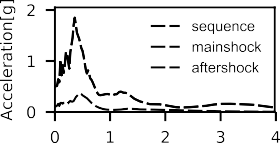 Acceleration[g]
2
1
0
sequence
mainshock
aftershock
0 1 2 3 4